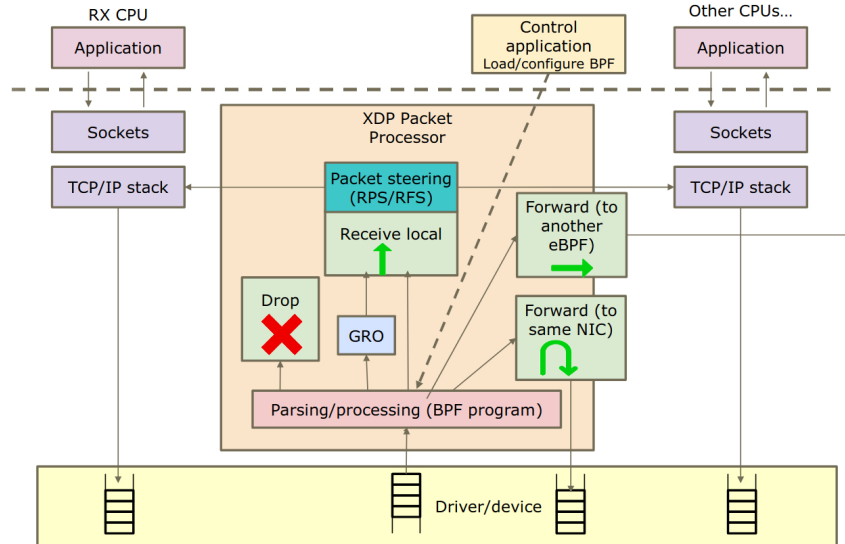 RX CPU
Other CPUs...
Application
Control
application
Load/configure BPF
Application
Sockets
XDP Packet
Processor
Sockets
TCP/IP stack
Packet steering
(RPS/RFS)
TCP/IP stack
Receive local
Forward (to
another
eBPF)
Drop
GRO
Forward (to
same NIC)
Parsing/processing (BPF program)
Driver/device